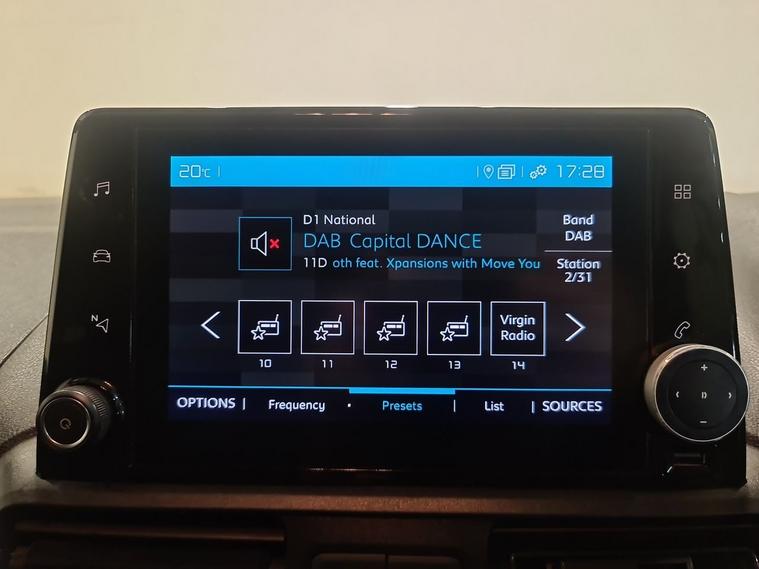 20°C
17:28
D1 National
DAB Capital DANCE
11D oth feat. Xpansions with Move You
Band
DAB
Station
2/31
N
Virgin
Radio
10
11
12
13
14
OPTIONS
Frequency
Presets
List
SOURCES